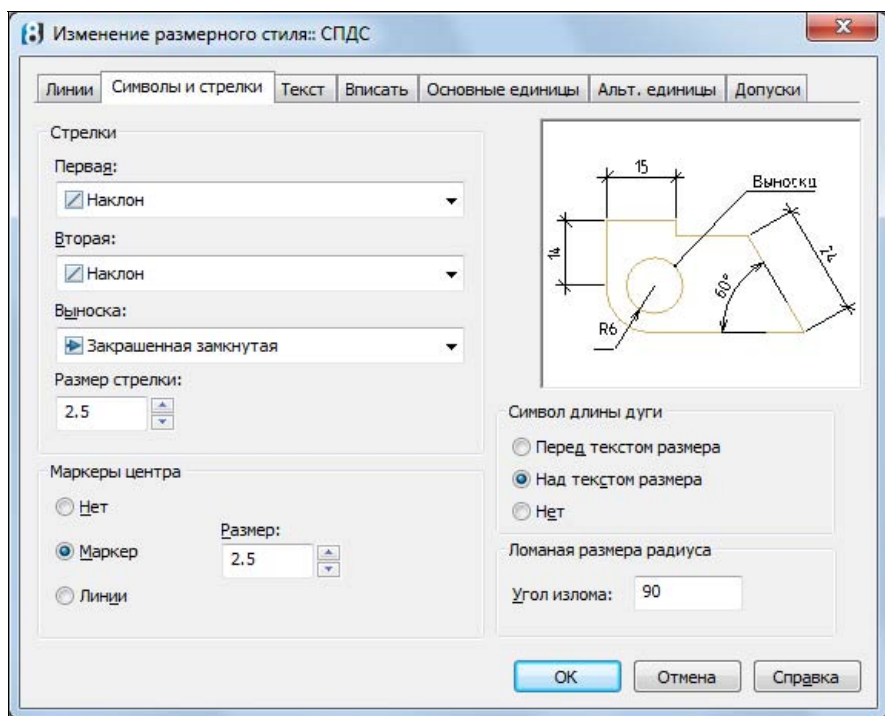 Изменение размерного стиля:: СПДС
Линии Символы и стрелки Текст Вписать Основные единицы Альт. единицы Допуски
Стрелки
Первая:
Наклон
Вторая:
Наклон
Выноска:
Закрашенная замкнутая
Размер стрелки:
2.5
Маркеры центра
Нет
Маркер
Линии
Размер:
2.5
15
Выноска
14
24
60°
R6
Символ длины дуги
Перед текстом размера
Над текстом размера
Нет
Ломаная размера радиуса
Угол излома: 90
OK Отмена Справка